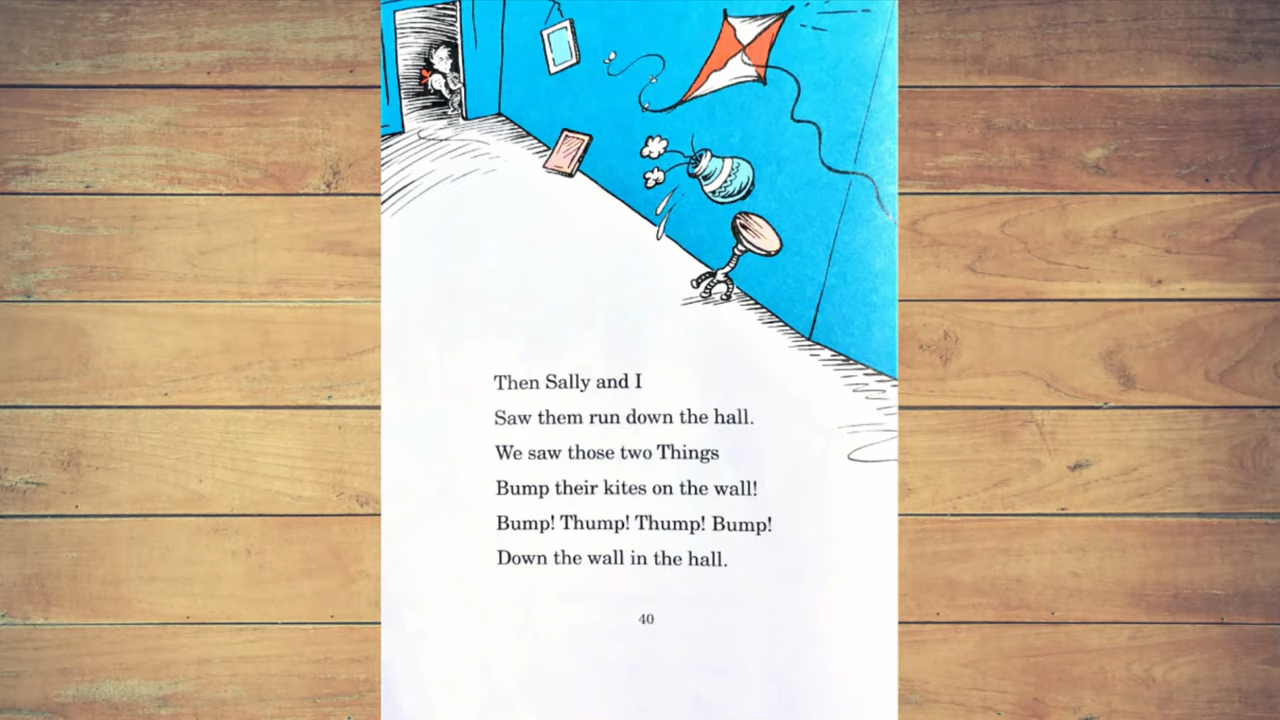 Then Sally and I
Saw them run down the hall.
We saw those two Things
Bump their kites on the wall!
Bump! Thump! Thump! Bump!
Down the wall in the hall.
40